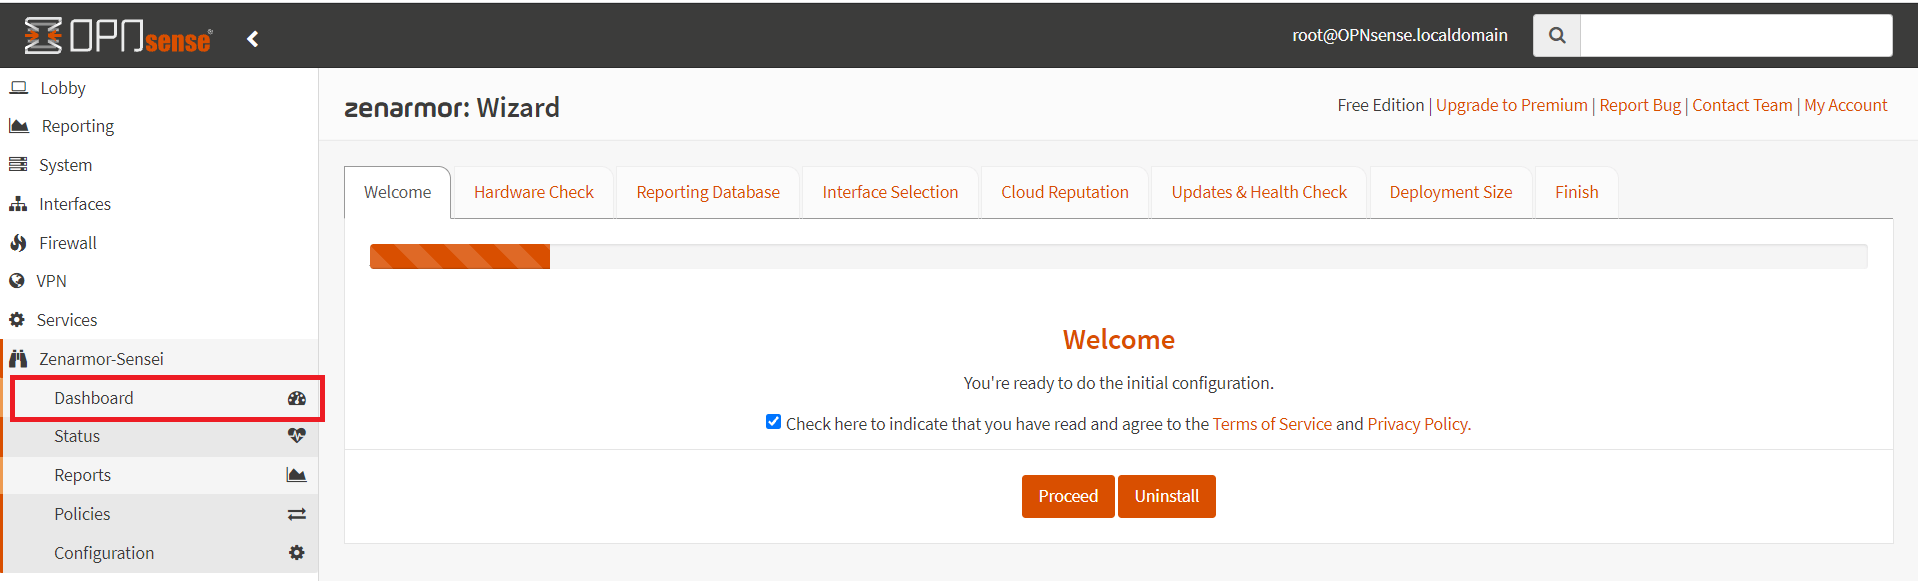 OPNsense®
root@OPNsense.localdomain
Lobby
Reporting
System
Interfaces
Firewall
VPN
Services
Zenarmor-Sensei
Dashboard
Status
Reports
Policies
Configuration
zenarmor: Wizard
Free Edition | Upgrade to Premium | Report Bug | Contact Team | My Account
Welcome Hardware Check Reporting Database Interface Selection Cloud Reputation Updates & Health Check Deployment Size Finish
Welcome
You're ready to do the initial configuration.
Check here to indicate that you have read and agree to the Terms of Service and Privacy Policy.
Proceed Uninstall